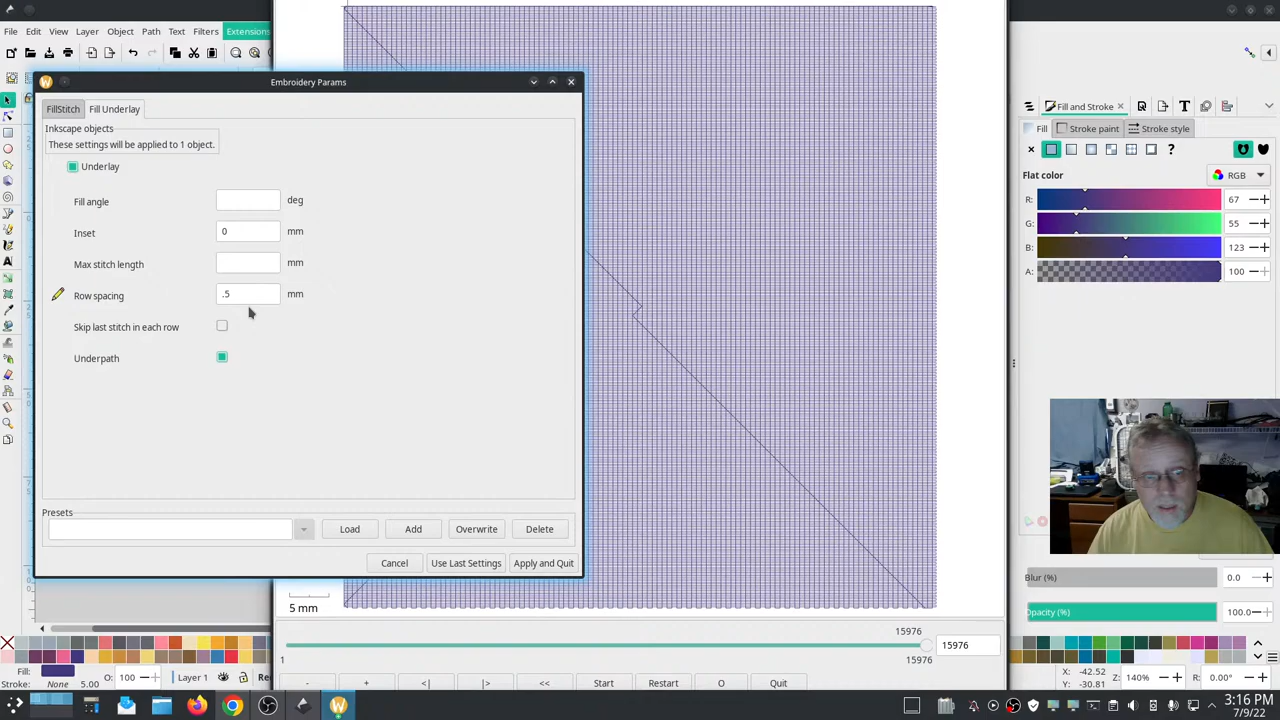 File Edit View Layer Object Path Text Filters Extensions
Embroidery Params
FillStitch Fill Underlay
Inkscape objects
These settings will be applied to 1 object.
Underlay
Fill angle deg
Inset 0 mm
Max stitch length mm
Row spacing .5 mm
Skip last stitch in each row
Underpath
Presets
Load Add Overwrite Delete
Cancel Use Last Settings Apply and Quit
5 mm
15976
15976
1 15976
- <| |> << Start Restart O Quit
Fill and Stroke
Fill Stroke paint Stroke style
Flat color RGB
R: 67
G: 55
B: 123
A: 100
Blur (%) 0.0
Opacity (%) 100.0
Fill:
Stroke: None 5.00 O: 100 Layer 1
X: -42.52
Y: -30.81
Z: 140% R: 0.00°
3:16 PM
7/9/22